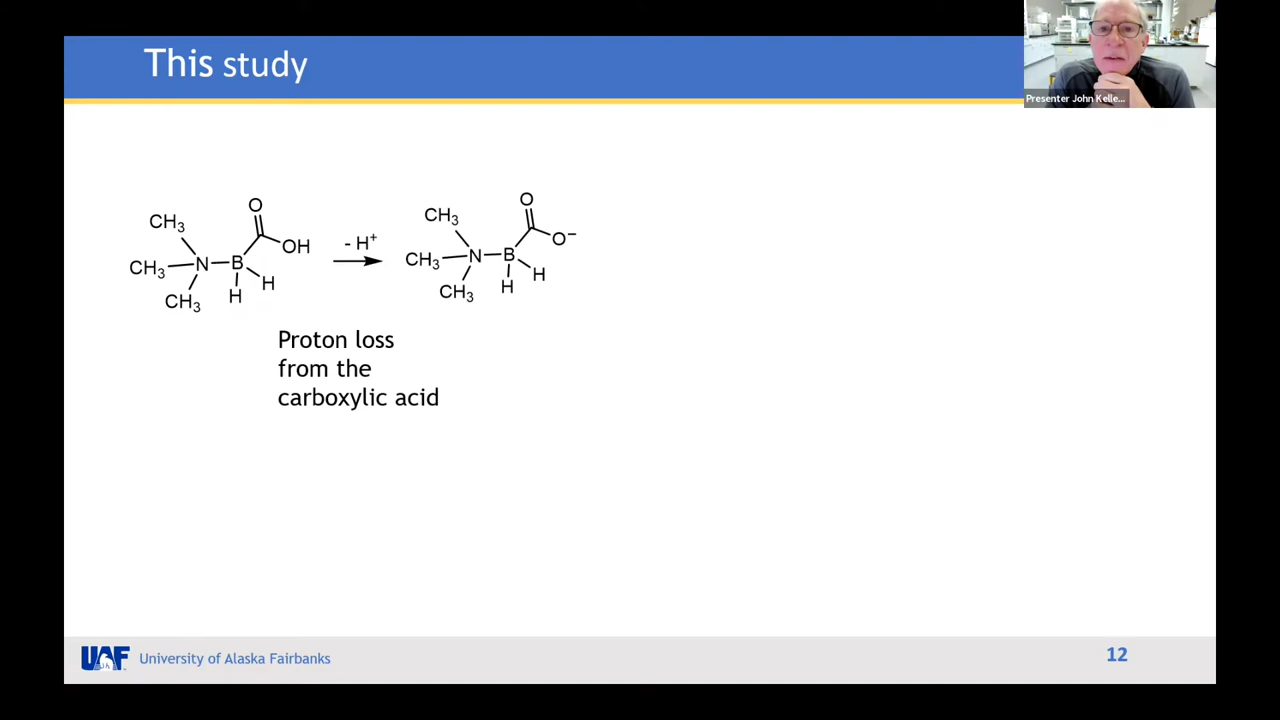 This study
Presenter John Kelle...
CH3
CH3
CH3
N
B
H
H
O
OH
- H+
CH3
CH3
CH3
N
B
H
H
O
O−
Proton loss
from the
carboxylic acid
UAF
University of Alaska Fairbanks
12